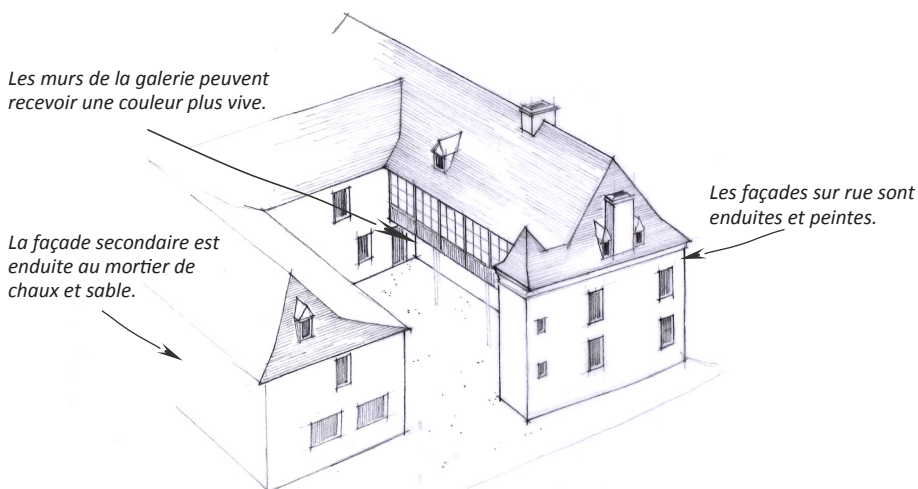 Les murs de la galerie peuvent
recevoir une couleur plus vive.
Les façades sur rue sont
enduites et peintes.
La façade secondaire est
enduite au mortier de
chaux et sable.